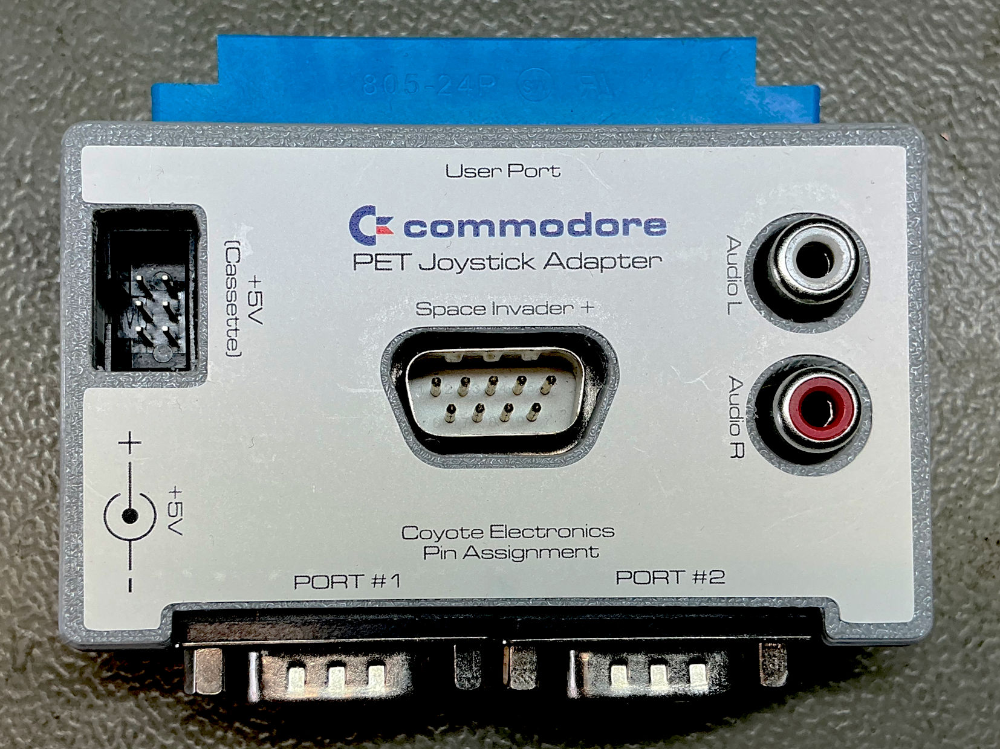 805-24P SW
User Port
commodore
PET Joystick Adapter
Space Invader +
+5V
(Cassette)
Audio L
Audio R
+
+5V
-
Coyote Electronics
Pin Assignment
PORT #1
PORT #2